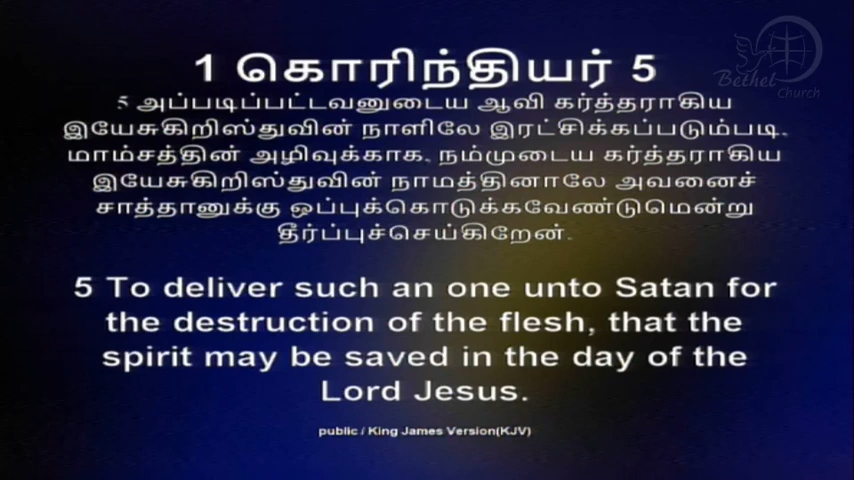 Bethel
Church
1 கொரிந்தியர் 5
5 அப்படிப்பட்டவனுடைய ஆவி கர்த்தராகிய
இயேசுகிறிஸ்துவின் நாளிலே இரட்சிக்கப்படும்படி,
மாம்சத்தின் அழிவுக்காக, நம்முடைய கர்த்தராகிய
இயேசுகிறிஸ்துவின் நாமத்தினாலே அவனைச்
சாத்தானுக்கு ஒப்புக்கொடுக்கவேண்டுமென்று
தீர்ப்புச்செய்கிறேன்.
5 To deliver such an one unto Satan for
the destruction of the flesh, that the
spirit may be saved in the day of the
Lord Jesus.
public / King James Version(KJV)